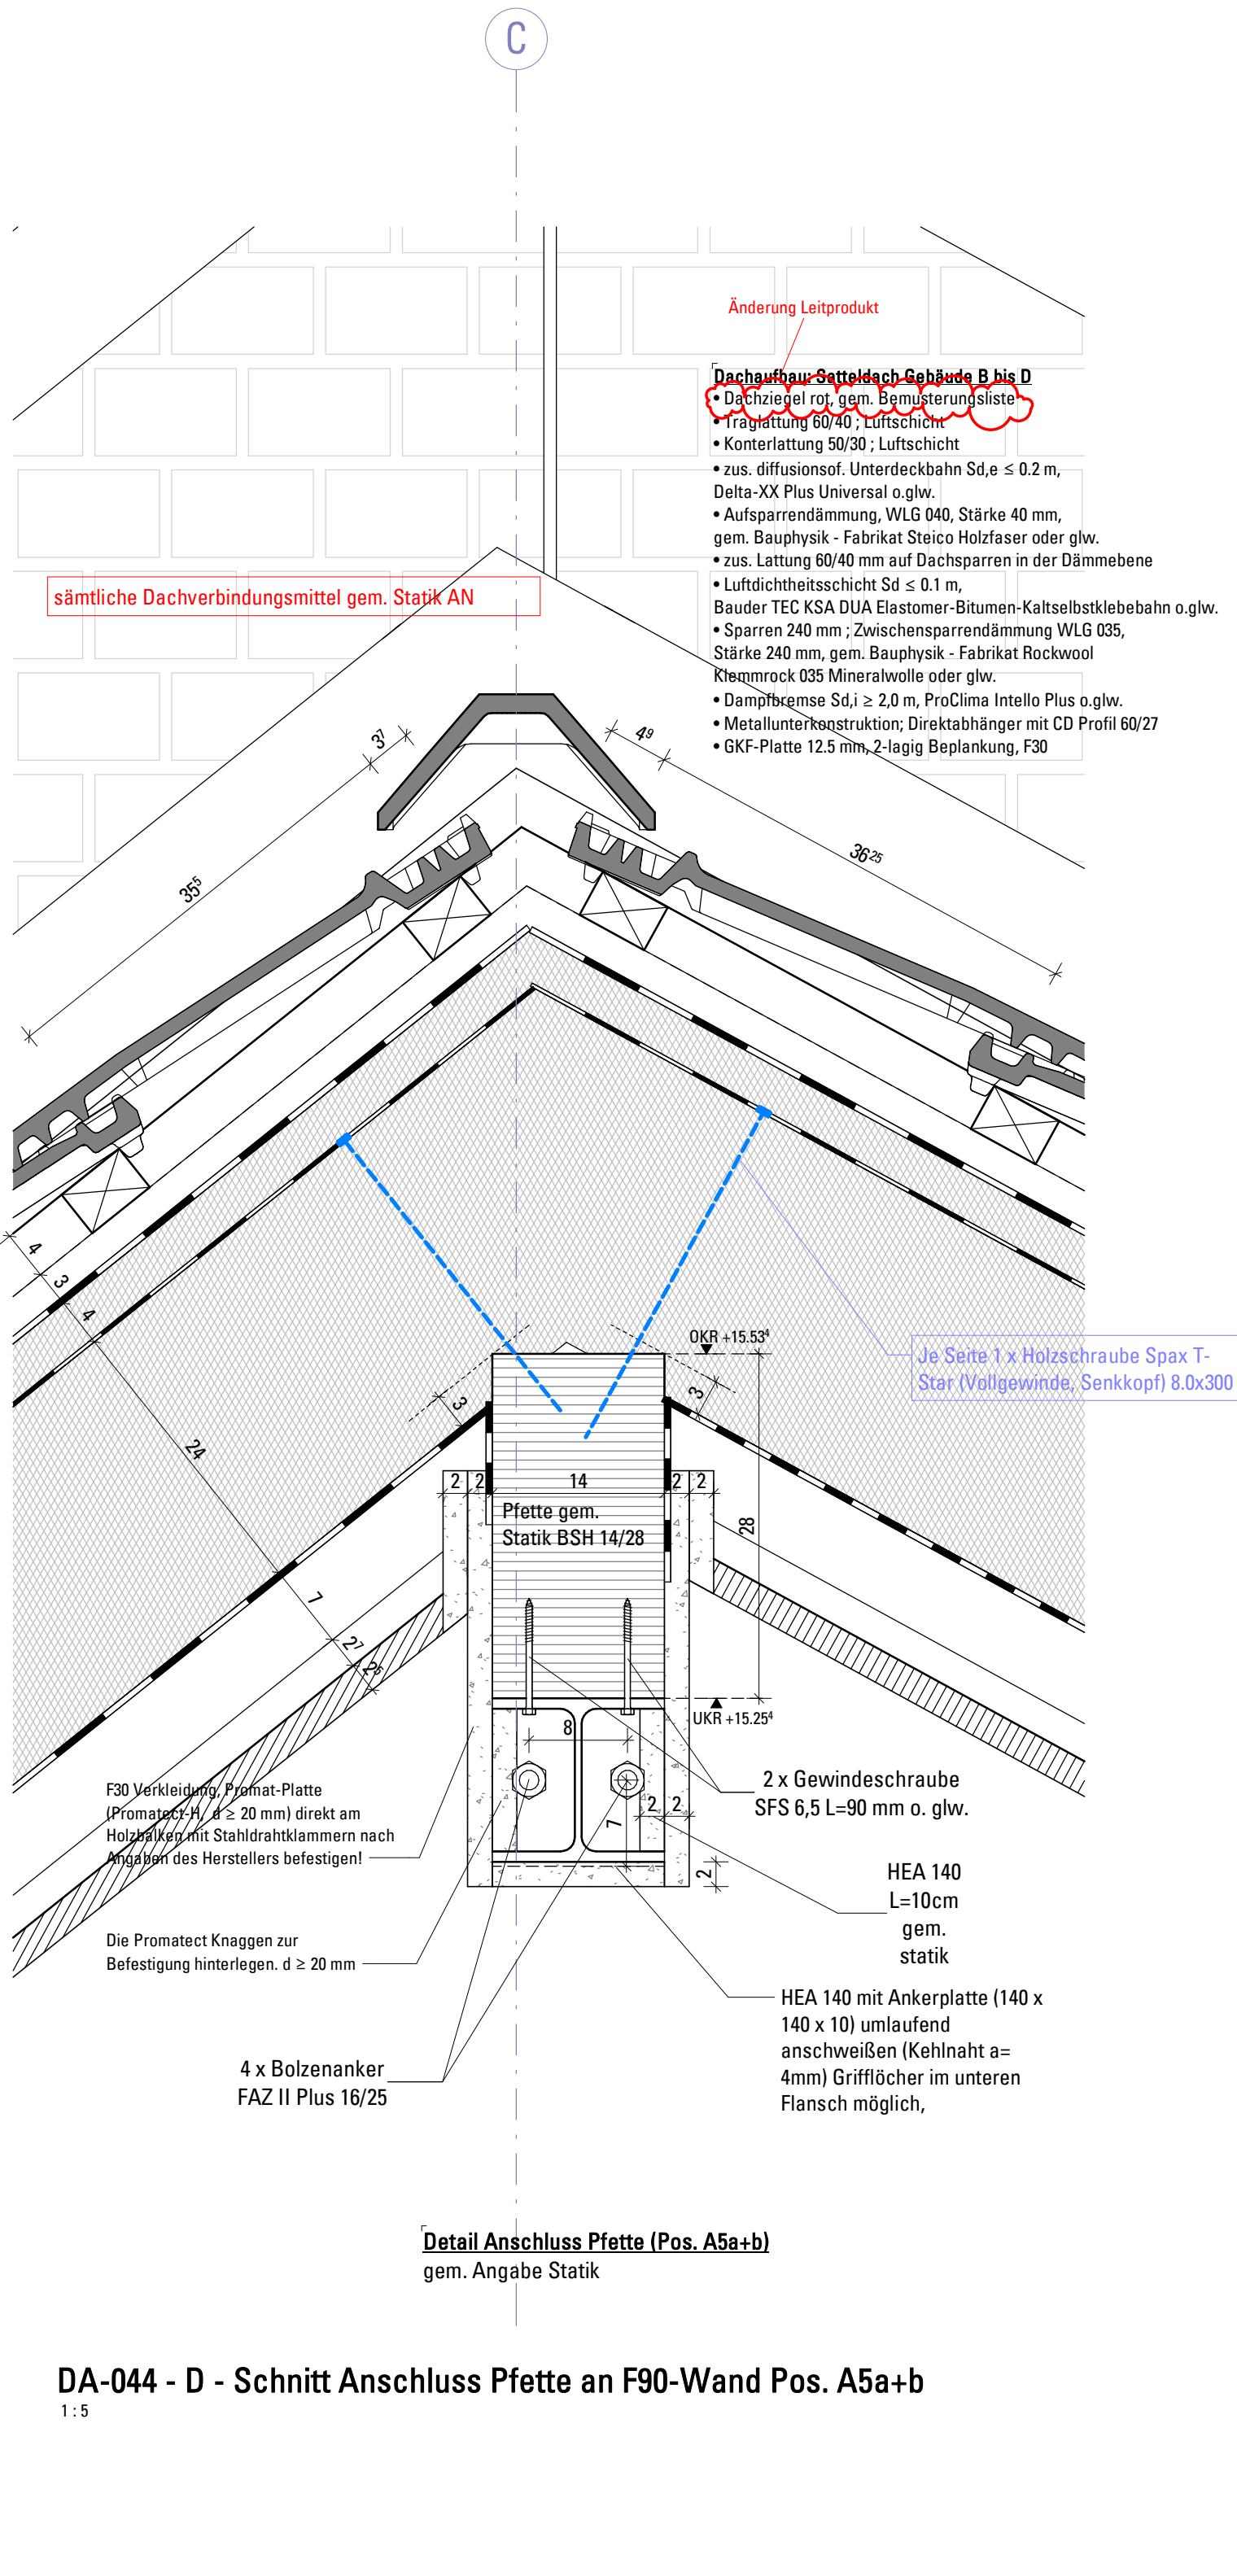 C
Änderung Leitprodukt
Dachaufbau: Satteldach Gebäude B bis D
• Dachziegel rot, gem. Bemusterungsliste
• Traglattung 60/40 ; Luftschicht
• Konterlattung 50/30 ; Luftschicht
• zus. diffusionsof. Unterdeckbahn Sd,e ≤ 0.2 m,
Delta-XX Plus Universal o.glw.
• Aufsparrendämmung, WLG 040, Stärke 40 mm,
gem. Bauphysik - Fabrikat Steico Holzfaser oder glw.
• zus. Lattung 60/40 mm auf Dachsparren in der Dämmebene
• Luftdichtheitsschicht Sd ≤ 0.1 m,
Bauder TEC KSA DUA Elastomer-Bitumen-Kaltselbstklebebahn o.glw.
• Sparren 240 mm ; Zwischensparrendämmung WLG 035,
Stärke 240 mm, gem. Bauphysik - Fabrikat Rockwool
Klemmrock 035 Mineralwolle oder glw.
• Dampfbremse Sd,i ≥ 2,0 m, ProClima Intello Plus o.glw.
• Metallunterkonstruktion; Direktabhänger mit CD Profil 60/27
• GKF-Platte 12.5 mm, 2-lagig Beplankung, F30
sämtliche Dachverbindungsmittel gem. Statik AN
3⁷
4⁹
35⁵
36²⁵
4
3
4
24
7
2⁷
2⁵
OKR +15.53⁴
Je Seite 1 x Holzschraube Spax T-
Star (Vollgewinde, Senkkopf) 8.0x300
3
3
2
2
14
2
2
Pfette gem.
Statik BSH 14/28
28
UKR +15.25⁴
8
2
2
7
2
2 x Gewindeschraube
SFS 6,5 L=90 mm o. glw.
F30 Verkleidung, Promat-Platte
(Promatect-H, d ≥ 20 mm) direkt am
Holzbalken mit Stahldrahtklammern nach
Angaben des Herstellers befestigen!
HEA 140
L=10cm
gem.
statik
Die Promatect Knaggen zur
Befestigung hinterlegen. d ≥ 20 mm
HEA 140 mit Ankerplatte (140 x
140 x 10) umlaufend
anschweißen (Kehlnaht a=
4mm) Grifflöcher im unteren
Flansch möglich,
4 x Bolzenanker
FAZ II Plus 16/25
Detail Anschluss Pfette (Pos. A5a+b)
gem. Angabe Statik
DA-044 - D - Schnitt Anschluss Pfette an F90-Wand Pos. A5a+b
1 : 5